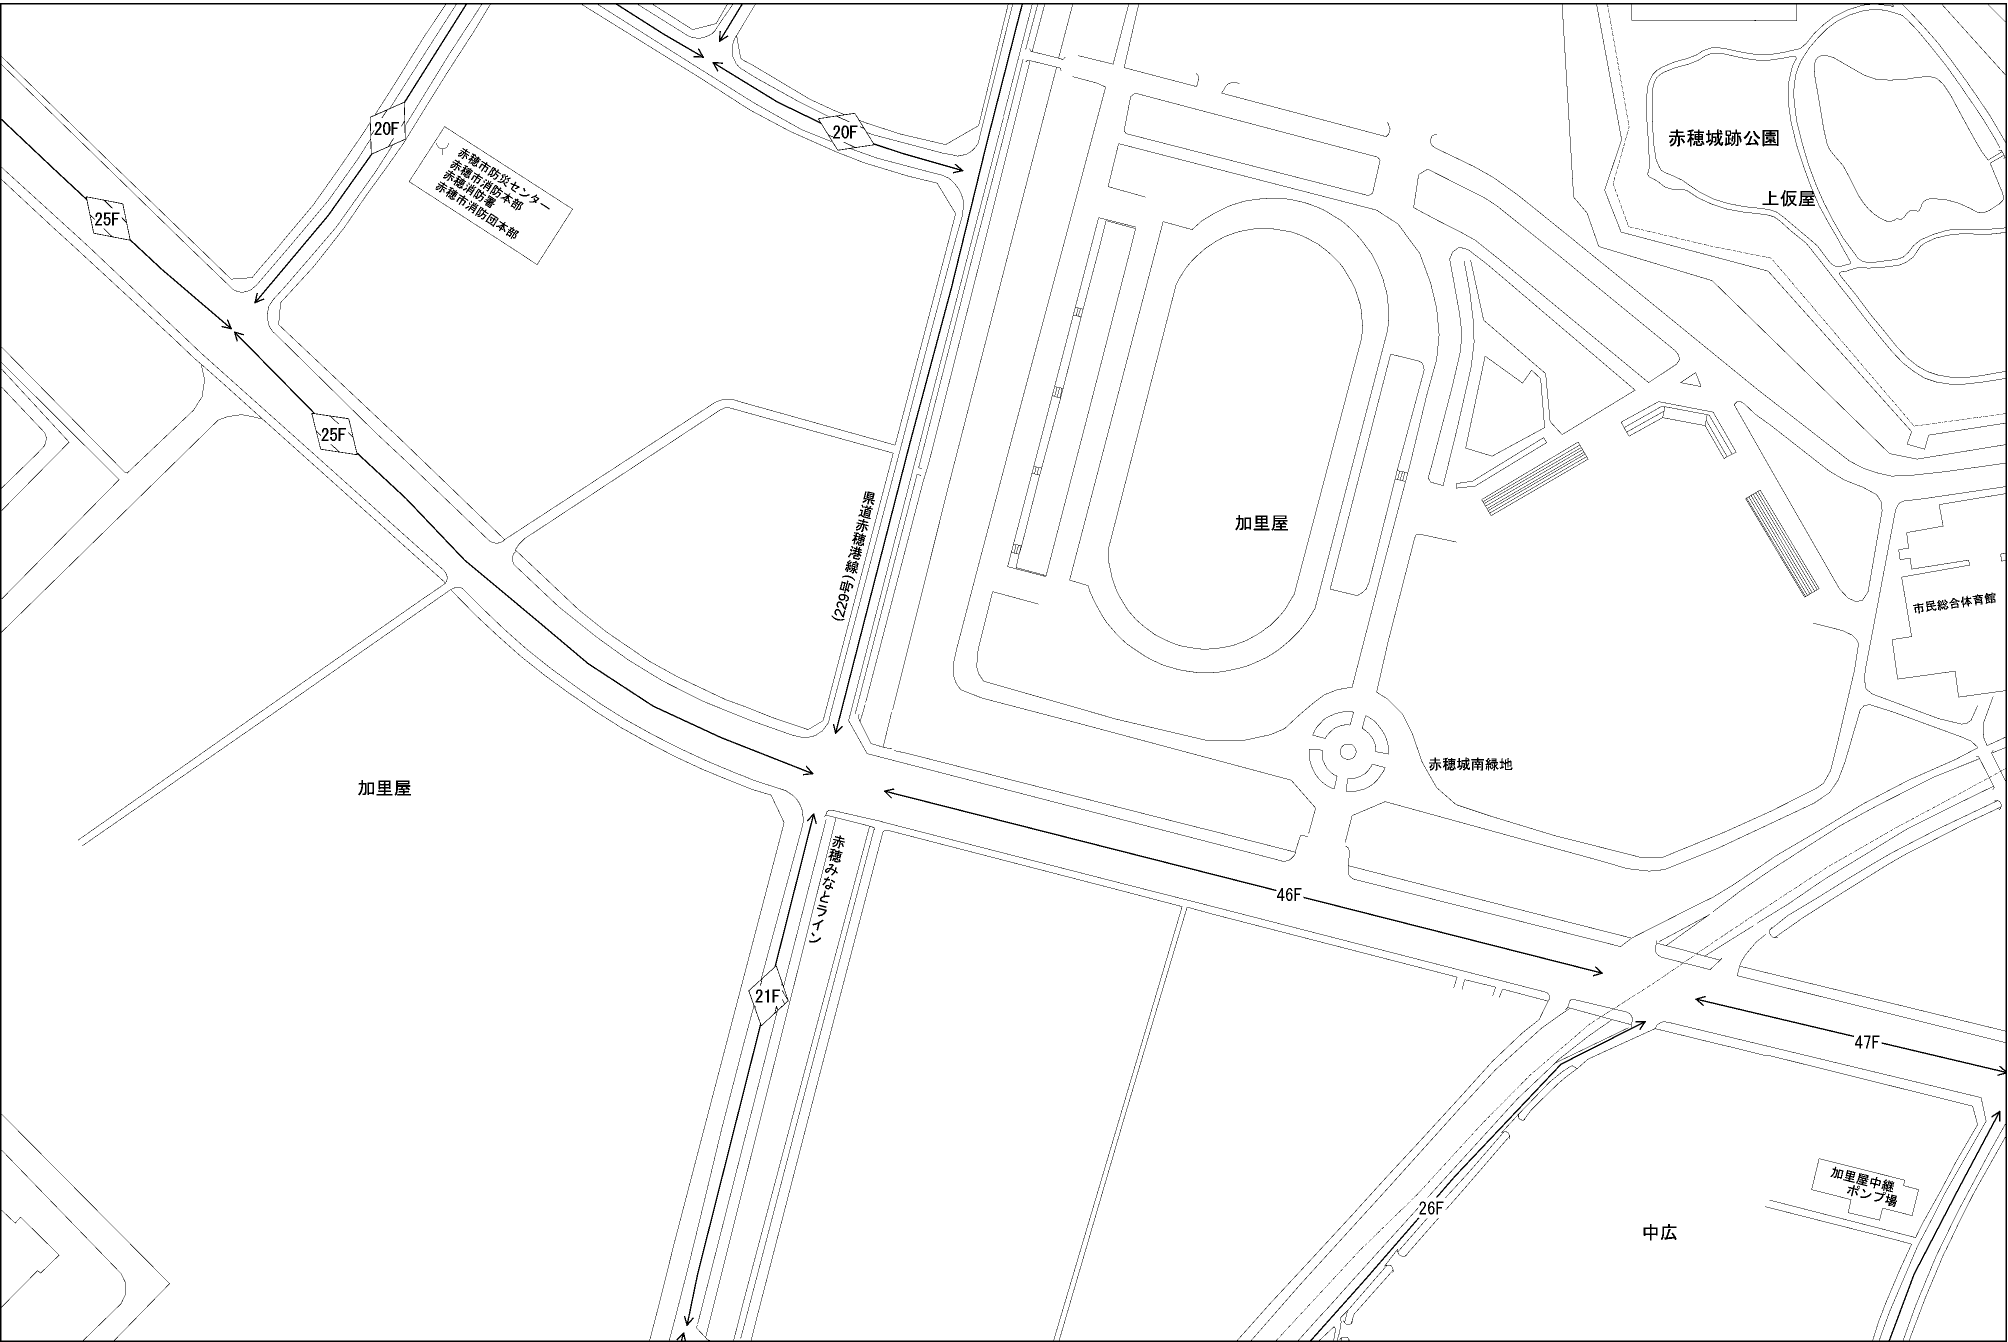 20F
20F
赤穂市防災センター
赤穂市消防本部
赤穂消防署
赤穂市消防団本部
赤穂城跡公園
上仮屋
25F
25F
県道赤穂港線
(229号)
加里屋
市民総合体育館
加里屋
赤穂城南緑地
赤穂みなとライン
46F
21F
47F
26F
加里屋中継
ポンプ場
中広